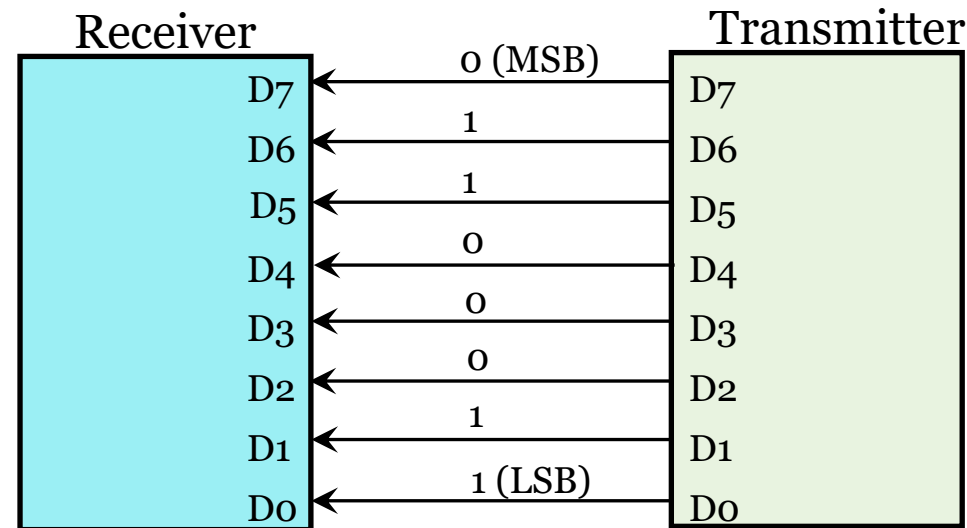 Receiver
Transmitter
D7 0 (MSB) D7
D6 1 D6
D5 1 D5
D4 0 D4
D3 0 D3
D2 0 D2
D1 1 D1
D0 1 (LSB) D0